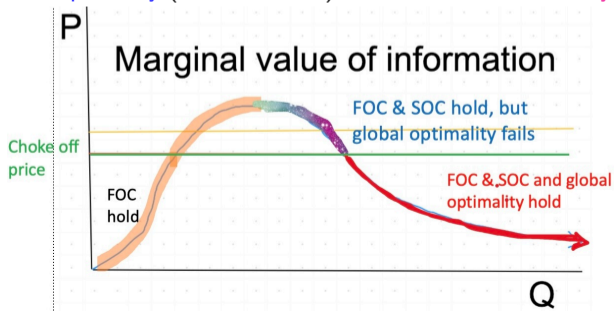 P
Marginal value of information
FOC & SOC hold, but
global optimality fails
Choke off
price
FOC &.SOC and global
optimality hold
FOC
hold
Q